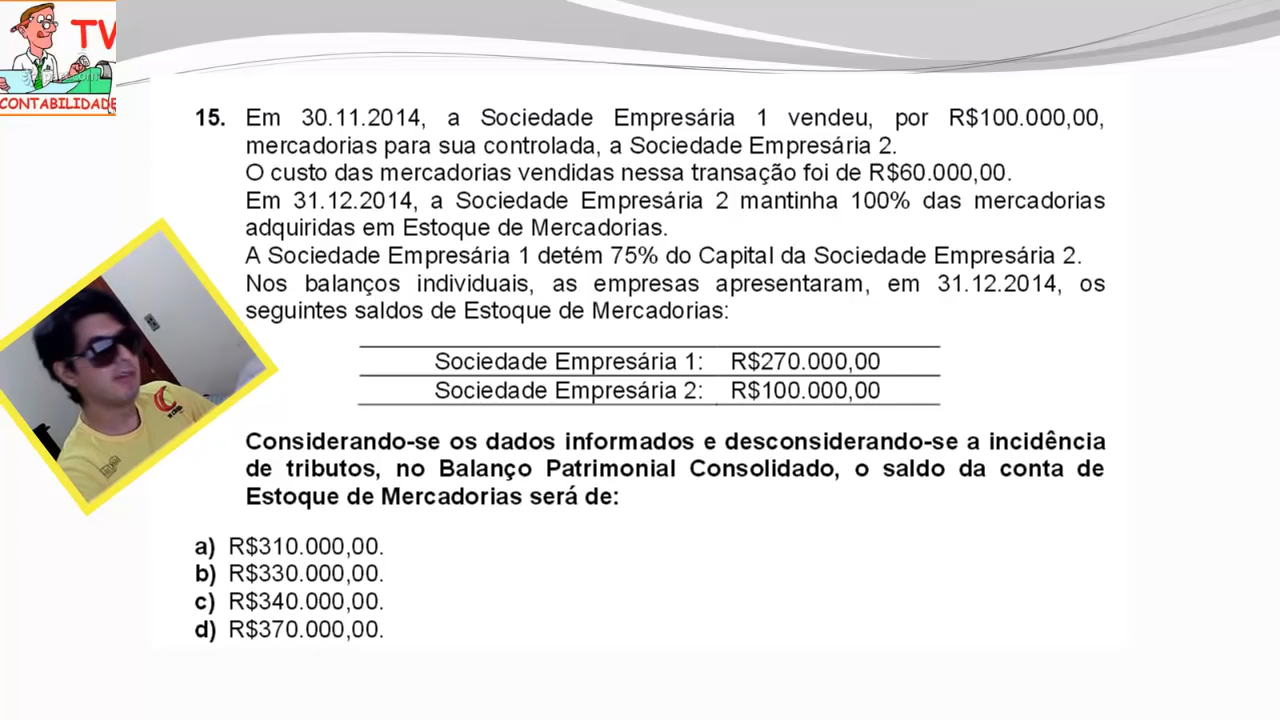 TV
CONTABILIDADE
15. Em 30.11.2014, a Sociedade Empresária 1 vendeu, por R$100.000,00,
mercadorias para sua controlada, a Sociedade Empresária 2.
O custo das mercadorias vendidas nessa transação foi de R$60.000,00.
Em 31.12.2014, a Sociedade Empresária 2 mantinha 100% das mercadorias
adquiridas em Estoque de Mercadorias.
A Sociedade Empresária 1 detém 75% do Capital da Sociedade Empresária 2.
Nos balanços individuais, as empresas apresentaram, em 31.12.2014, os
seguintes saldos de Estoque de Mercadorias:
Sociedade Empresária 1: R$270.000,00
Sociedade Empresária 2: R$100.000,00
Considerando-se os dados informados e desconsiderando-se a incidência
de tributos, no Balanço Patrimonial Consolidado, o saldo da conta de
Estoque de Mercadorias será de:
a) R$310.000,00.
b) R$330.000,00.
c) R$340.000,00.
d) R$370.000,00.